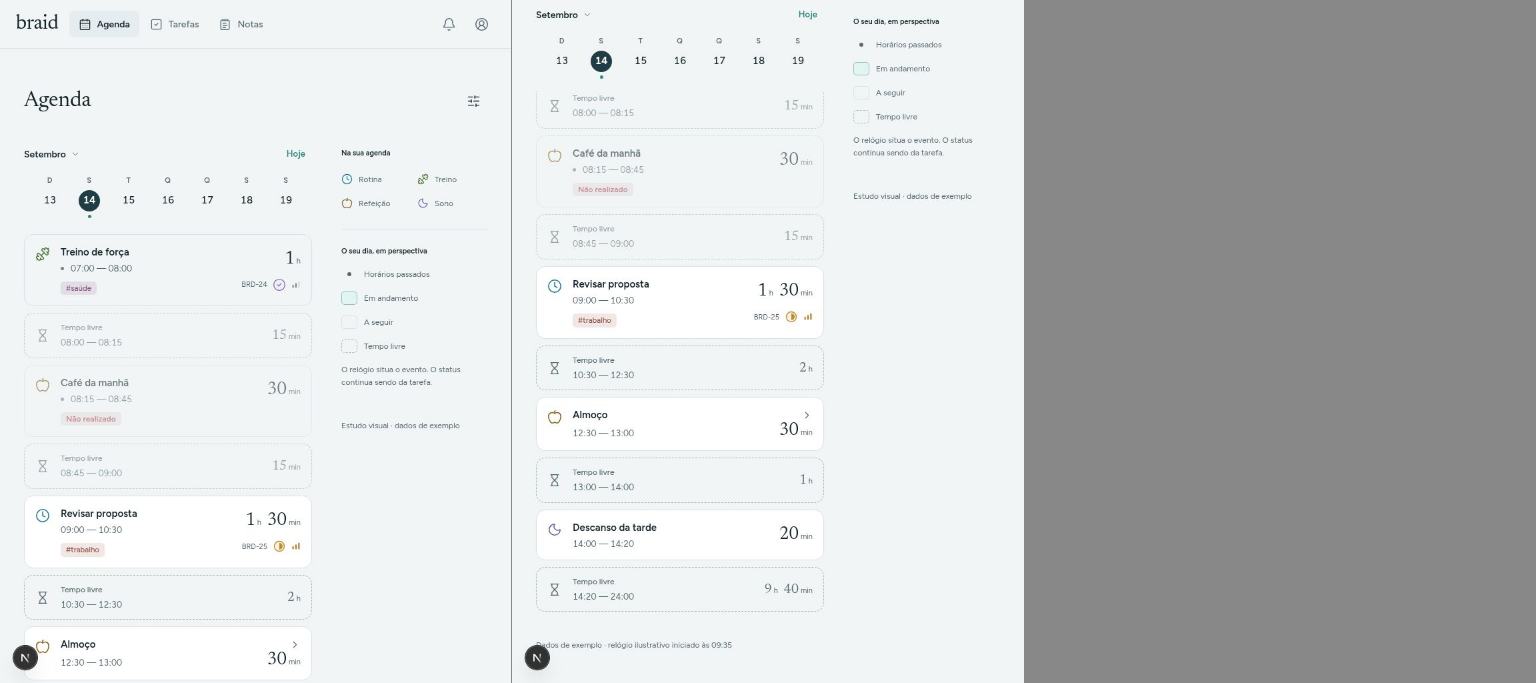 braid Agenda Tarefas Notas
Agenda
Setembro Hoje
D S T Q Q S S
13 14 15 16 17 18 19
Treino de força
07:00 — 08:00
1 h
#saúde
BRD-24
Tempo livre
08:00 — 08:15
15 min
Café da manhã
08:15 — 08:45
30 min
Não realizado
Tempo livre
08:45 — 09:00
15 min
Revisar proposta
09:00 — 10:30
1 h 30 min
#trabalho
BRD-25
Tempo livre
10:30 — 12:30
2 h
Almoço
12:30 — 13:00
30 min
N
Na sua agenda
Rotina Treino
Refeição Sono
O seu dia, em perspectiva
Horários passados
Em andamento
A seguir
Tempo livre
O relógio situa o evento. O status
continua sendo da tarefa.
Estudo visual · dados de exemplo
Setembro Hoje
D S T Q Q S S
13 14 15 16 17 18 19
Tempo livre
08:00 — 08:15
15 min
Café da manhã
08:15 — 08:45
30 min
Não realizado
Tempo livre
08:45 — 09:00
15 min
Revisar proposta
09:00 — 10:30
1 h 30 min
#trabalho
BRD-25
Tempo livre
10:30 — 12:30
2 h
Almoço
12:30 — 13:00
30 min
Tempo livre
13:00 — 14:00
1 h
Descanso da tarde
14:00 — 14:20
20 min
Tempo livre
14:20 — 24:00
9 h 40 min
Dados de exemplo · relógio ilustrativo iniciado às 09:35
N
O seu dia, em perspectiva
Horários passados
Em andamento
A seguir
Tempo livre
O relógio situa o evento. O status
continua sendo da tarefa.
Estudo visual · dados de exemplo